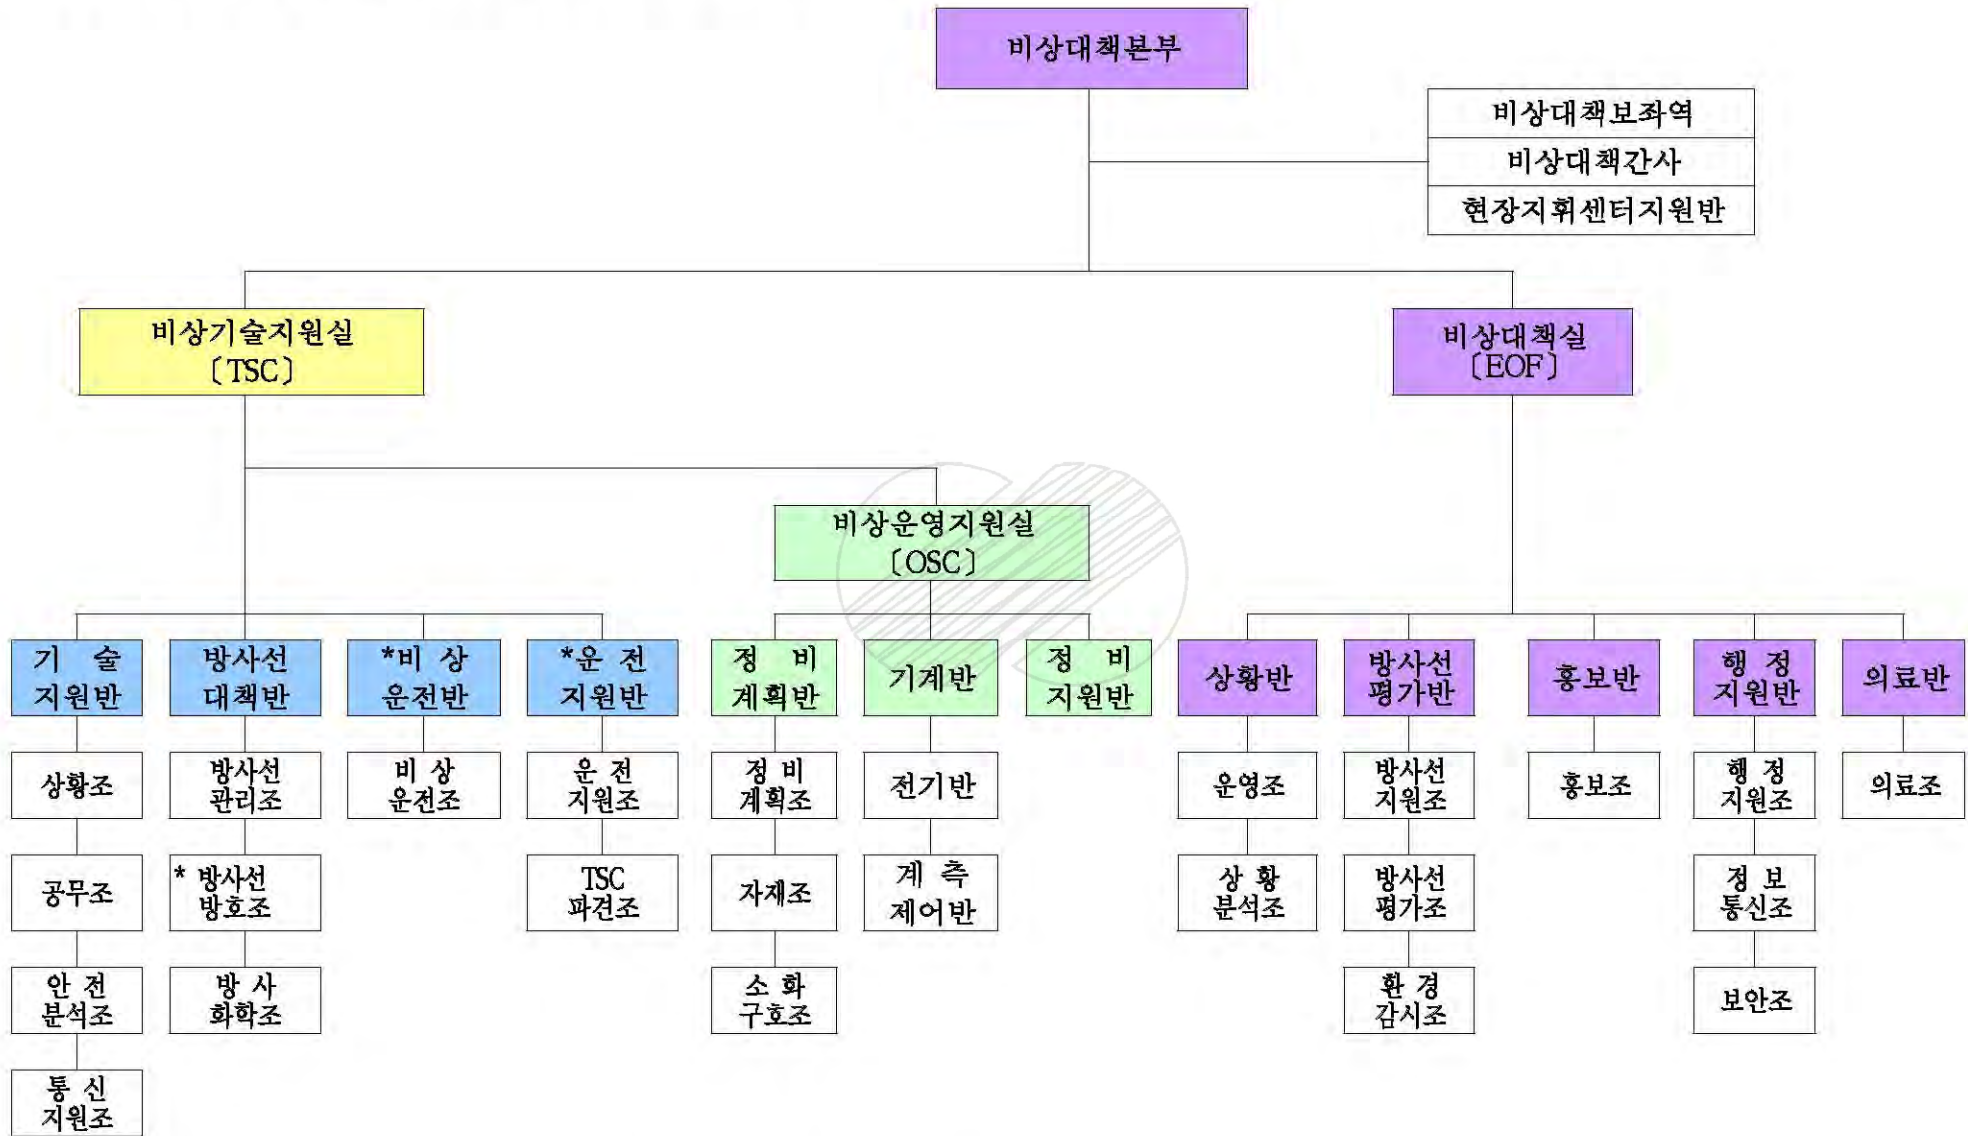 비상대책본부
비상대책보좌역
비상대책간사
현장지휘센터지원반
비상기술지원실
〔TSC〕
비상대책실
〔EOF〕
비상운영지원실
〔OSC〕
기 술
지원반
방사선
대책반
*비 상
운전반
*운 전
지원반
정 비
계획반
기계반
정 비
지원반
상황반
방사선
평가반
홍보반
행 정
지원반
의료반
상황조
방사선
관리조
비 상
운전조
운 전
지원조
정 비
계획조
전기반
운영조
방사선
지원조
홍보조
행 정
지원조
의료조
공무조
* 방사선
방호조
TSC
파견조
자재조
계 측
제어반
상 황
분석조
방사선
평가조
정 보
통신조
안 전
분석조
방 사
화학조
소 화
구호조
환 경
감시조
보안조
통 신
지원조